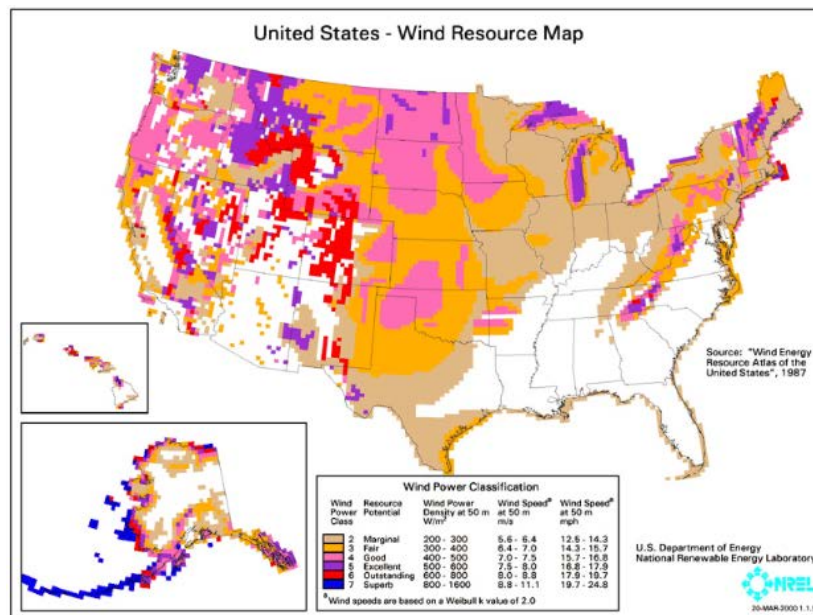 United States - Wind Resource Map
Source: "Wind Energy
Resource Atlas of the
United States", 1987
Wind Power Classification
Wind Power Class Resource Potential Wind Power Density at 50 m W/m² Wind Speedᵃ at 50 m m/s Wind Speedᵃ at 50 m mph
2 Marginal 200 - 300 5.6 - 6.4 12.5 - 14.3
3 Fair 300 - 400 6.4 - 7.0 14.3 - 15.7
4 Good 400 - 500 7.0 - 7.5 15.7 - 16.8
5 Excellent 500 - 600 7.5 - 8.0 16.8 - 17.9
6 Outstanding 600 - 800 8.0 - 8.8 17.9 - 19.7
7 Superb 800 - 1600 8.8 - 11.1 19.7 - 24.8
ᵃWind speeds are based on a Weibull k value of 2.0
U.S. Department of Energy
National Renewable Energy Laboratory
NREL
20-MAR-2000